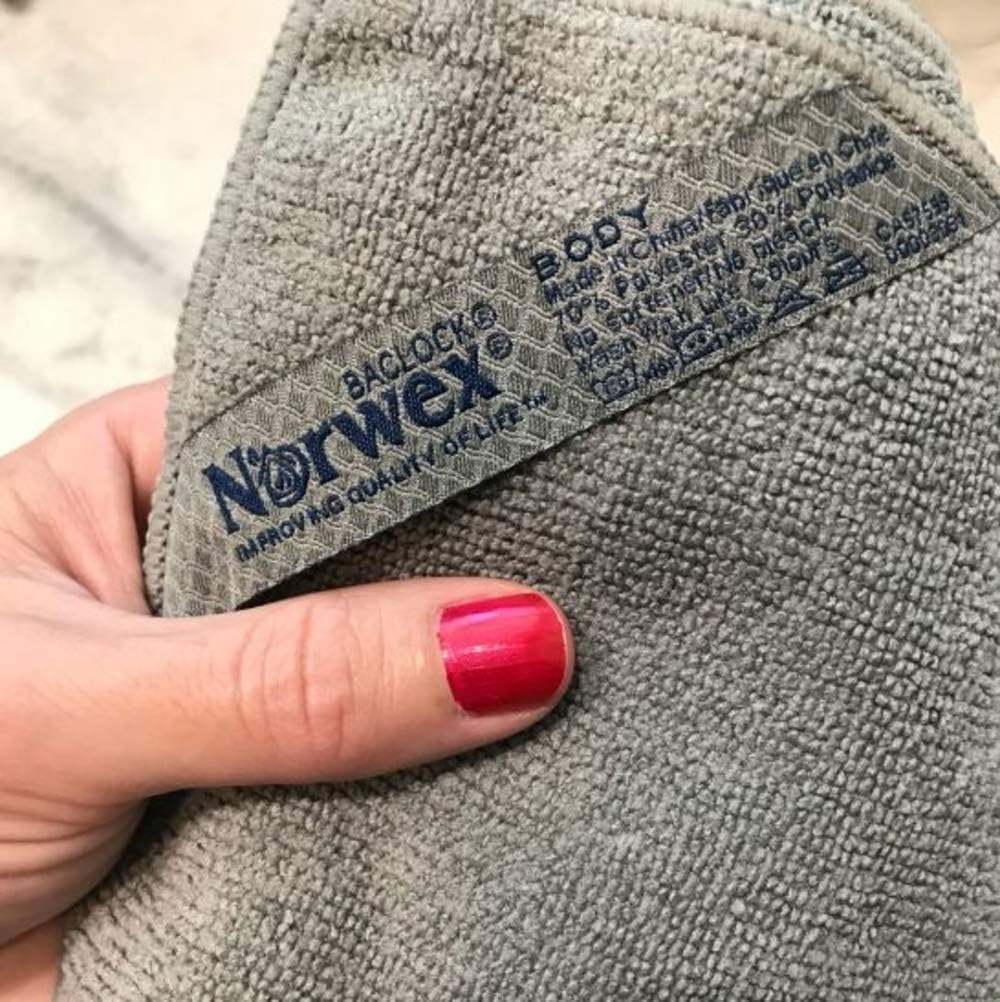 BACLOCK®
Norwex®
IMPROVING QUALITY OF LIFE™
BODY
Made in China/Fabriqué en Chine
70% Polyester 30% Polyamide
No Softener/No Bleach
Wash With Like Colours